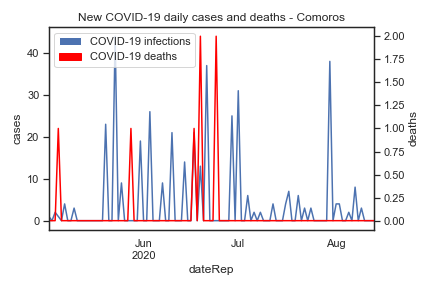 New COVID-19 daily cases and deaths - Comoros
COVID-19 infections
COVID-19 deaths
40
30
20
10
0
cases
2.00
1.75
1.50
1.25
1.00
0.75
0.50
0.25
0.00
deaths
Jun
2020
Jul
Aug
dateRep